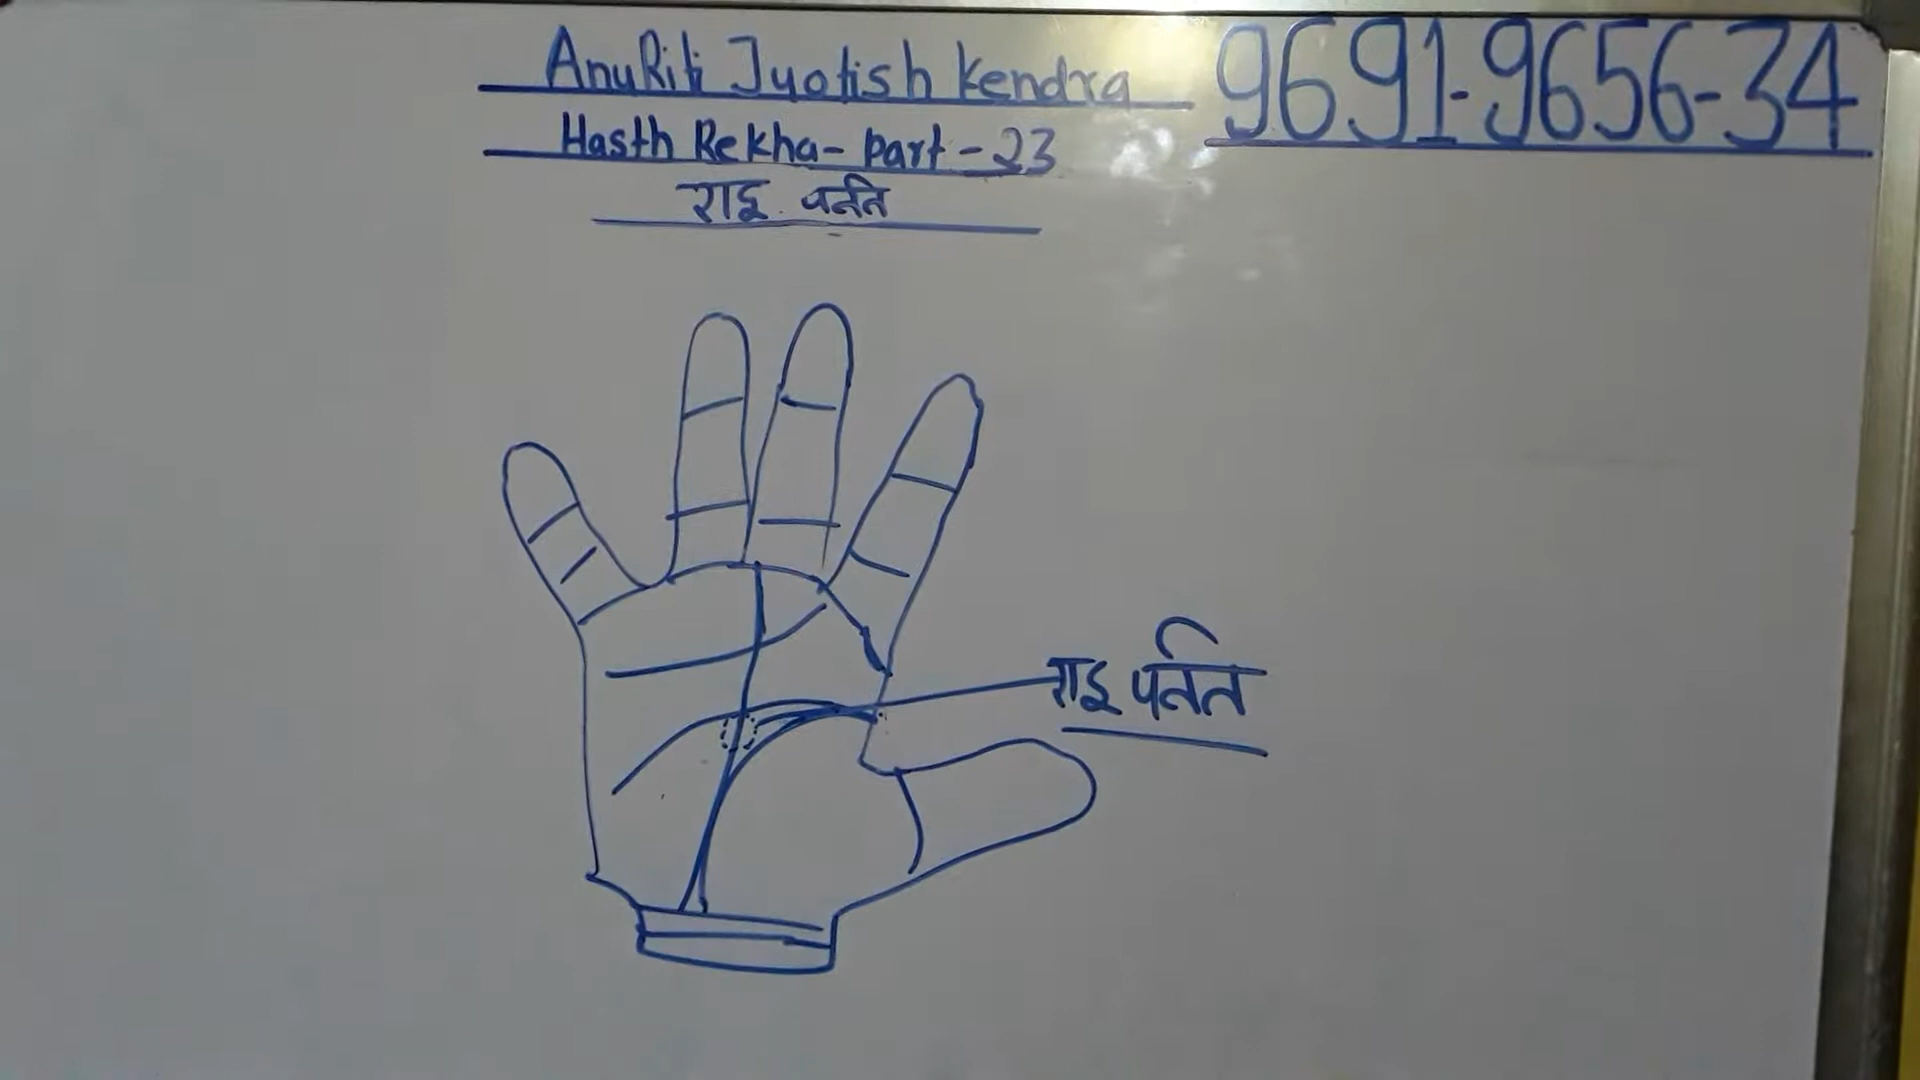 AnuRiti Jyotish Kendra 9691-9656-34
Hasth Rekha- Part-23
राहू पर्वत
राहू पर्वत